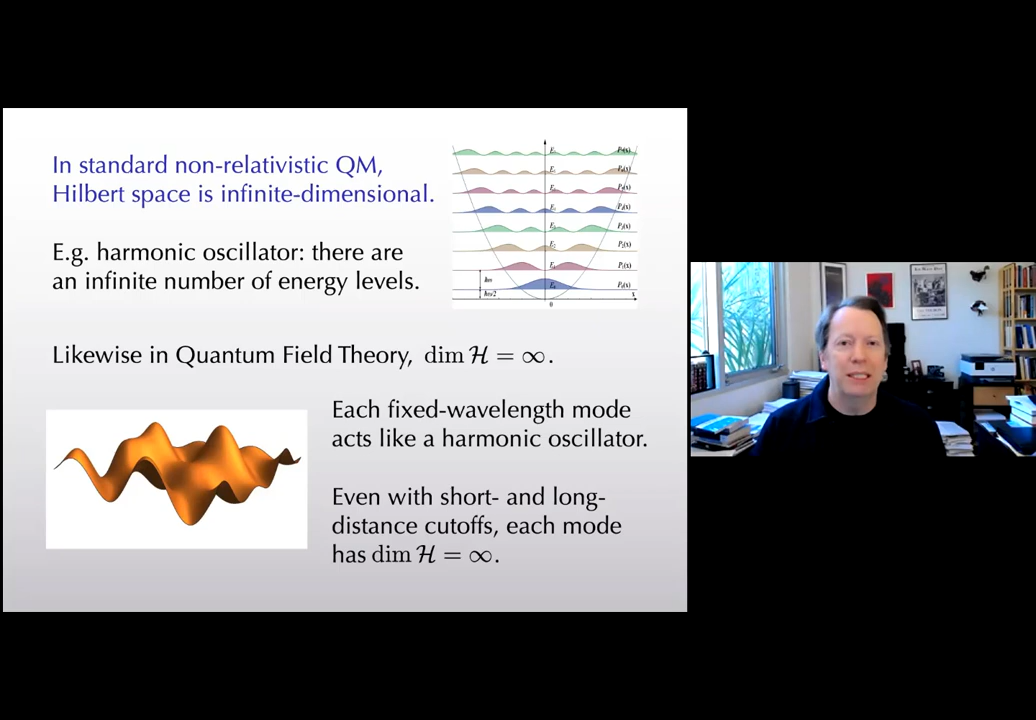 In standard non-relativistic QM,
Hilbert space is infinite-dimensional.
E.g. harmonic oscillator: there are
an infinite number of energy levels.
Likewise in Quantum Field Theory, dim ℋ = ∞.
Each fixed-wavelength mode
acts like a harmonic oscillator.
Even with short- and long-
distance cutoffs, each mode
has dim ℋ = ∞.